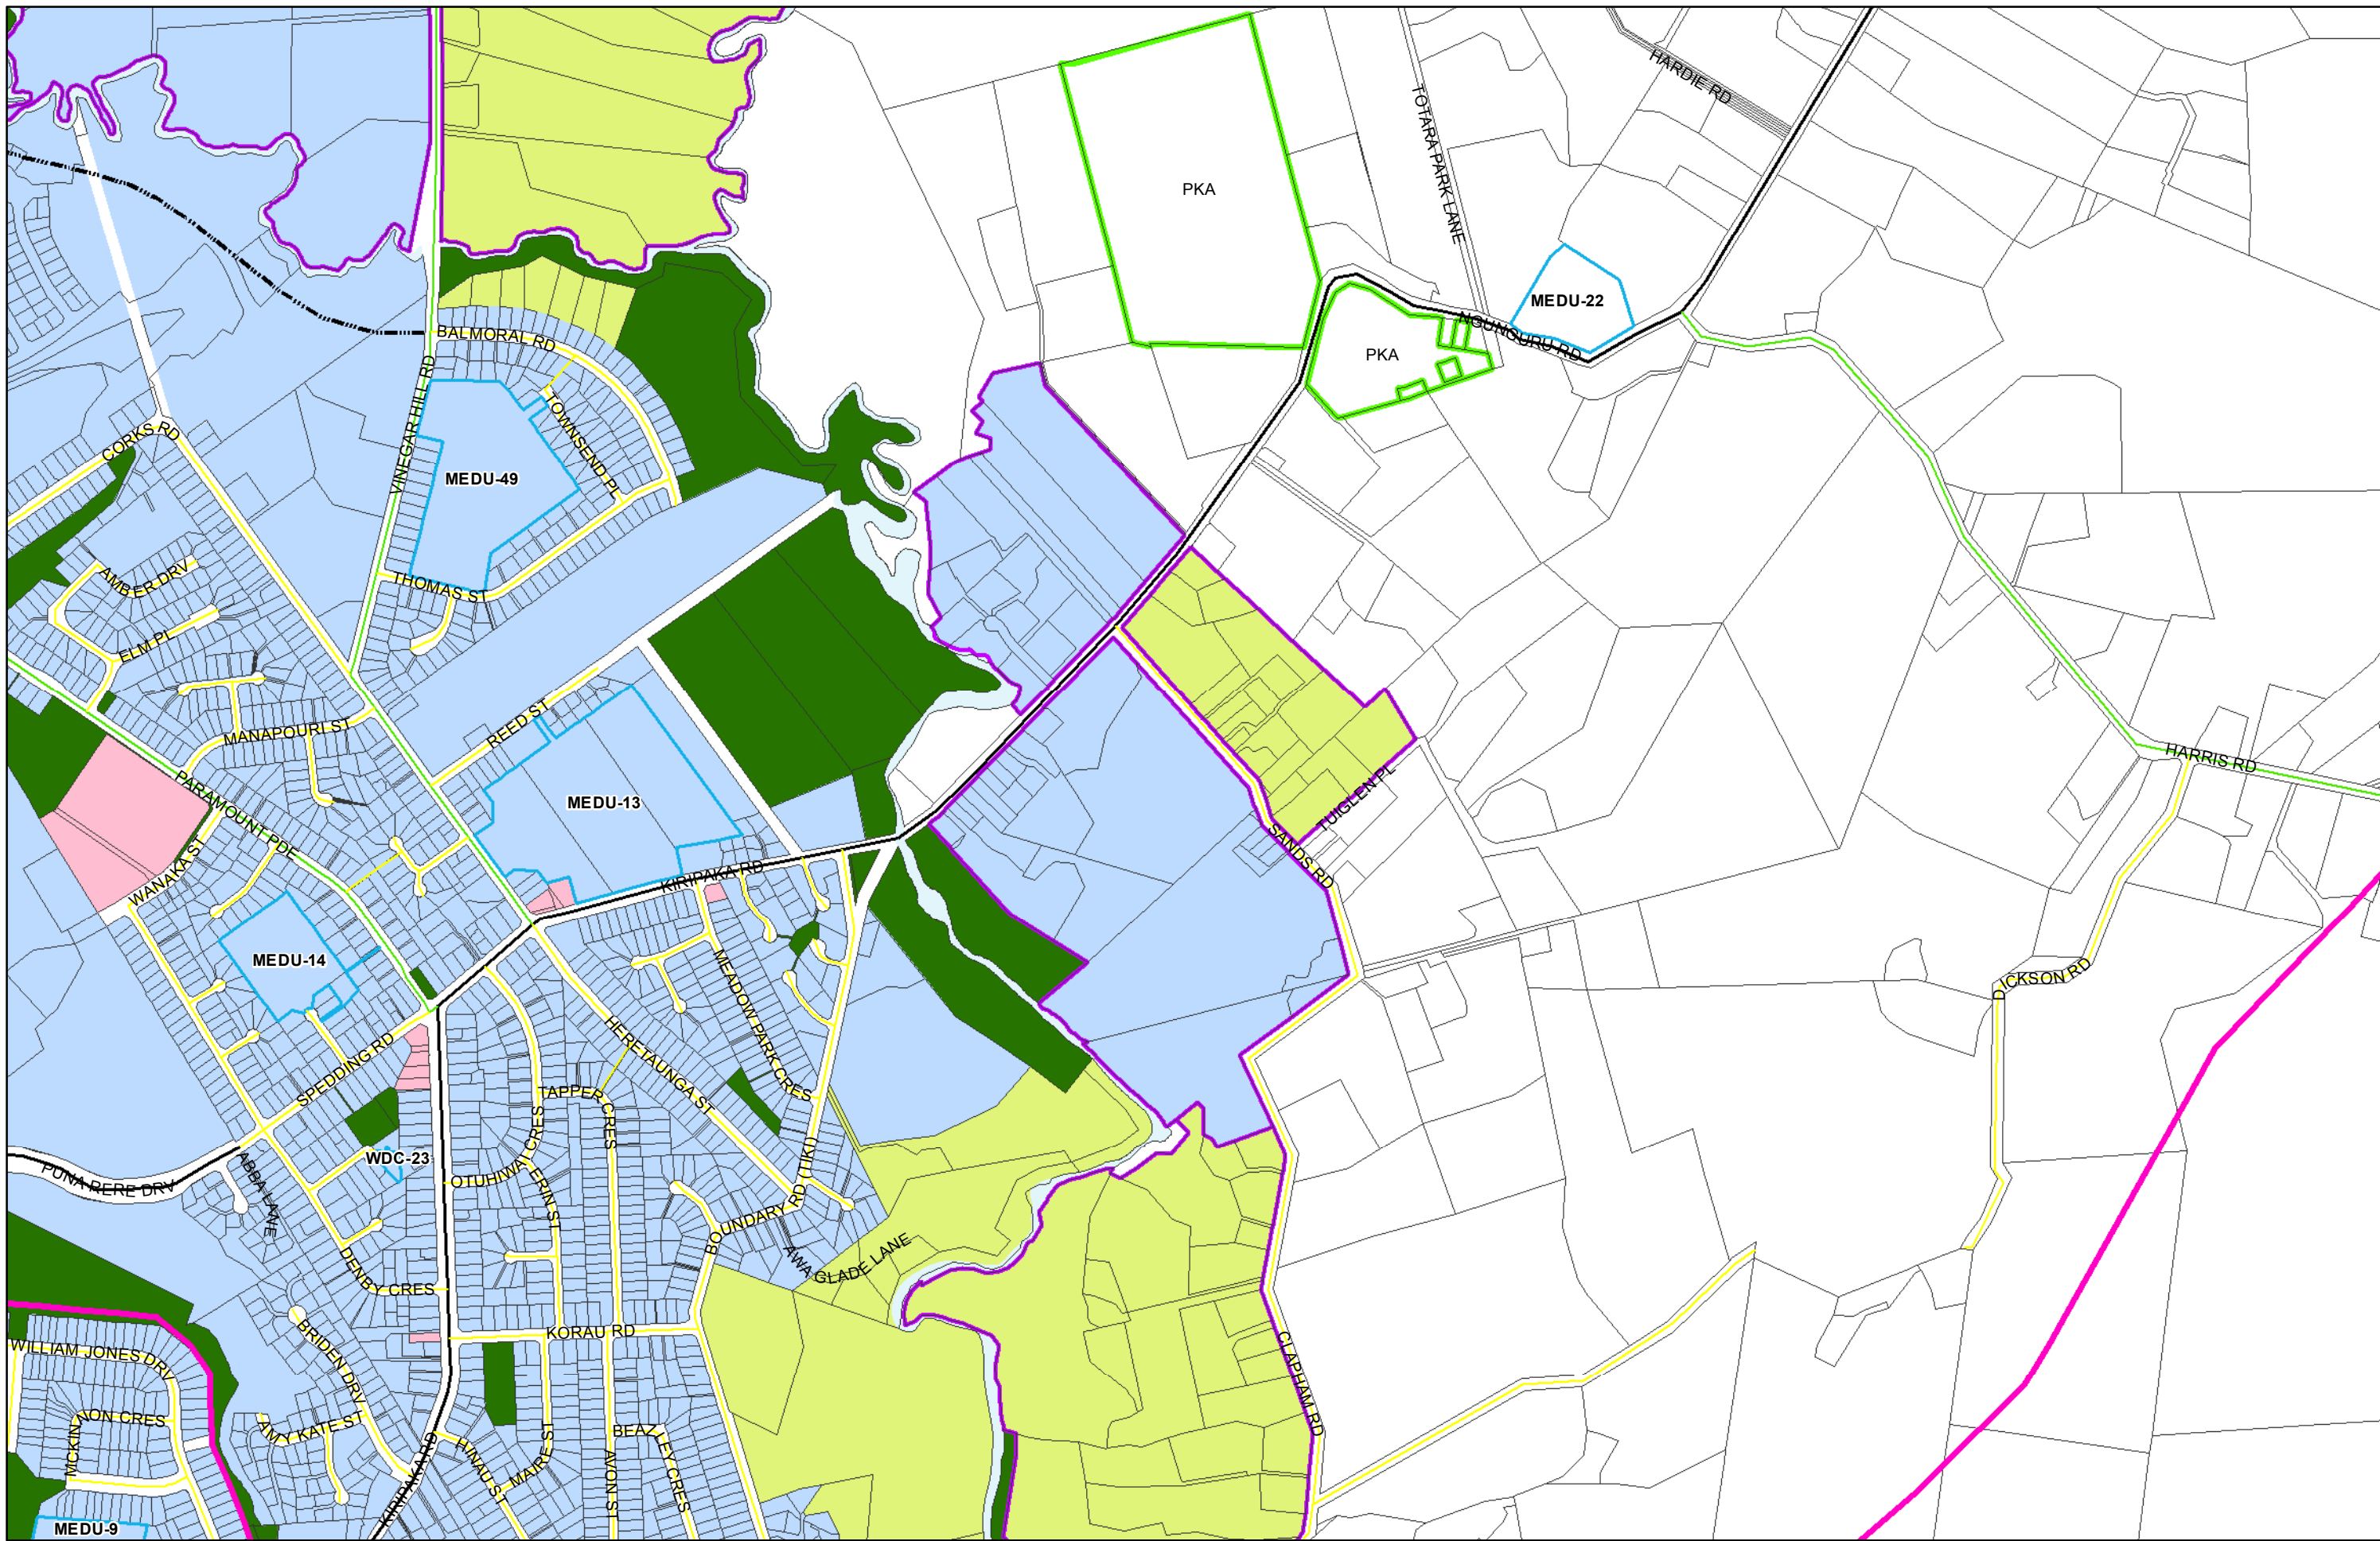 HARDIE RD
TOTARA PARK LANE
PKA
MEDU-22
NGUNGURU RD
PKA
BALMORAL RD
VINEGAR HILL RD
TOWNSEND PL
CORKS RD
MEDU-49
AMBER DRV
THOMAS ST
ELM PL
MANAPOURI ST
REED ST
HARRIS RD
PARAMOUNT PDE
MEDU-13
TUIGLEN PL
SANDS RD
WANAKA ST
KIRIPAKA RD
MEDU-14
MEADOW PARK CRES
DICKSON RD
HERETAUNGA ST
SPEDDING RD
TAPPER CRES
WDC-23
PUNA RERE DRV
ABBA LANE
OTUHIWAI CRES
ERIN ST
BOUNDARY RD (TIKI)
AWA GLADE LANE
DENBY CRES
KORAU RD
BRIDEN DRV
WILLIAM JONES DRV
CLAPHAM RD
MCKINNON CRES
AMY KATE ST
BEAZLEY CRES
HINAU ST
MAIRE ST
AVON ST
KIRIPAKA RD
MEDU-9